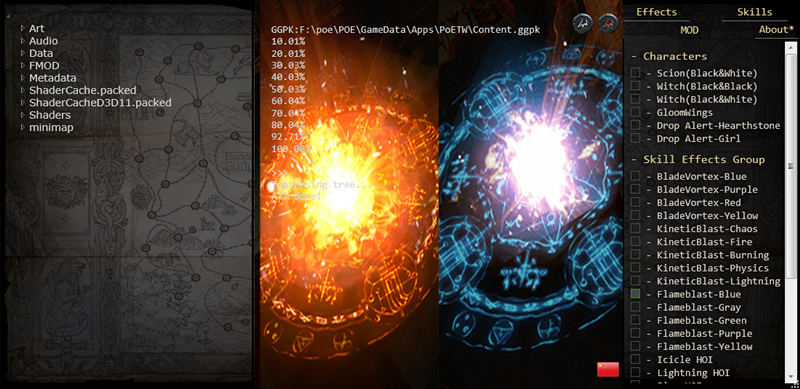 Art
Audio
Data
FMOD
Metadata
ShaderCache.packed
ShaderCacheD3D11.packed
Shaders
minimap
GGPK:F:\poe\POE\GameData\Apps\PoETW\Content.ggpk
10.01%
20.01%
30.03%
40.03%
50.03%
60.04%
70.04%
80.04%
92.71%
100.00%
tree...
Effects
Skills
MOD
About*
- Characters
- Scion(Black&White)
- Witch(Black&Black)
- Witch(Black&White)
- GloomWings
- Drop Alert-Hearthstone
- Drop Alert-Girl
- Skill Effects Group
- BladeVortex-Blue
- BladeVortex-Purple
- BladeVortex-Red
- BladeVortex-Yellow
- KineticBlast-Chaos
- KineticBlast-Fire
- KineticBlast-Burning
- KineticBlast-Physics
- KineticBlast-Lightning
- Flameblast-Blue
- Flameblast-Gray
- Flameblast-Green
- Flameblast-Purple
- Flameblast-Yellow
- Icicle HOI
- Lightning HOI